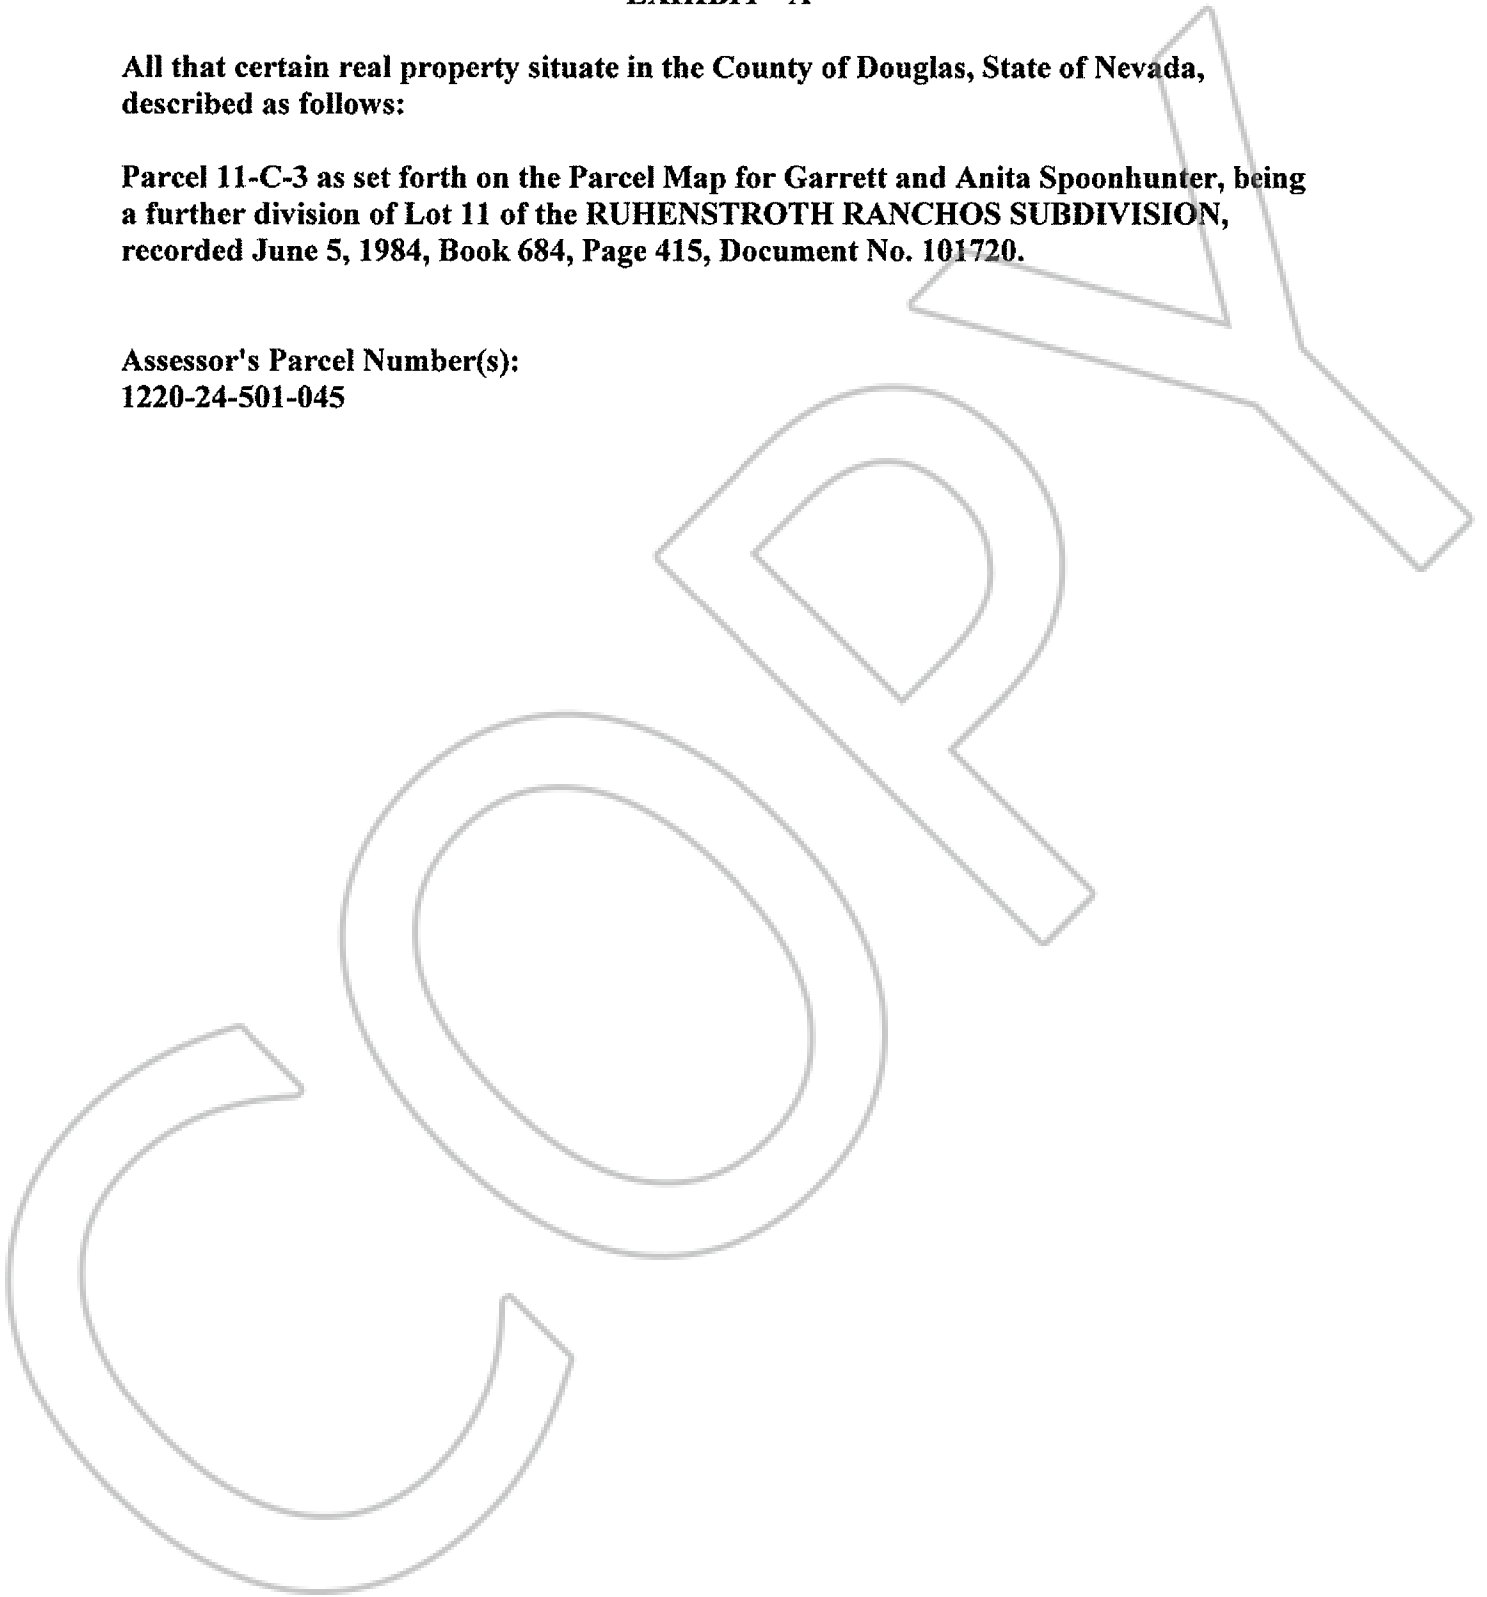 All that certain real property situate in the County of Douglas, State of Nevada,
described as follows:
Parcel 11-C-3 as set forth on the Parcel Map for Garrett and Anita Spoonhunter, being
a further division of Lot 11 of the RUHENSTROTH RANCHOS SUBDIVISION,
recorded June 5, 1984, Book 684, Page 415, Document No. 101720.
Assessor's Parcel Number(s):
1220-24-501-045
COPY